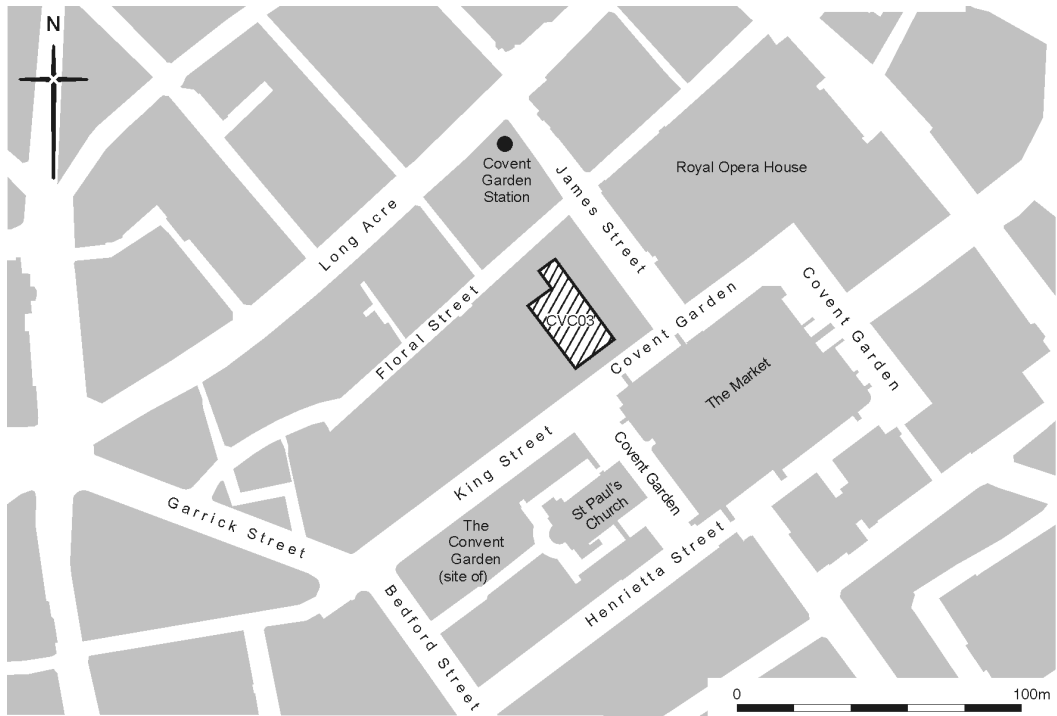 N
Covent
Garden
Station
Royal Opera House
James Street
Long Acre
Floral Street
CVC03
Covent Garden
Covent Garden
The Market
King Street
Covent Garden
St Paul's
Church
Garrick Street
The
Convent
Garden
(site of)
Henrietta Street
Bedford Street
0
100m